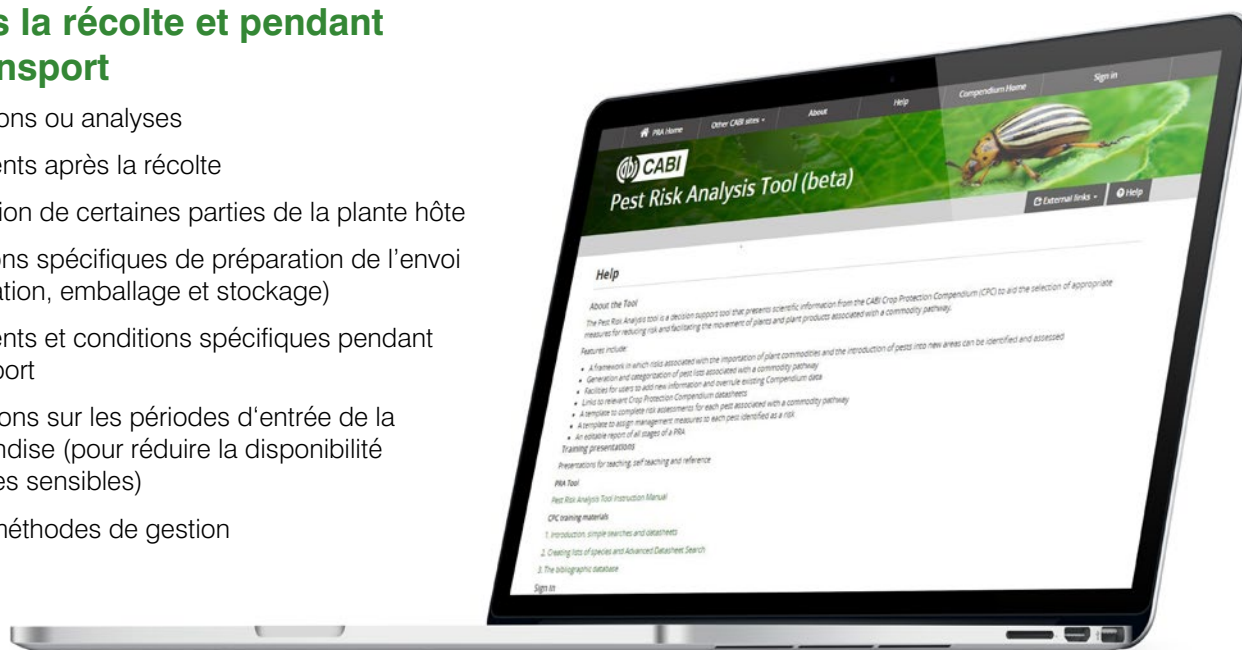 s la récolte et pendant
nsport
ons ou analyses
ents après la récolte
ion de certaines parties de la plante hôte
ons spécifiques de préparation de l'envoi
ation, emballage et stockage)
ents et conditions spécifiques pendant
port
ons sur les périodes d‘entrée de la
ndise (pour réduire la disponibilité
es sensibles)
néthodes de gestion
PRA Home Other CABI sites About Help Compendium Home Sign in
CABI
Pest Risk Analysis Tool (beta)
External links Help
Help
About the Tool
The Pest Risk Analysis tool is a decision support tool that presents scientific information from the CABI Crop Protection Compendium (CPC) to aid the selection of appropriate
measures for reducing risk and facilitating the movement of plants and plant products associated with a commodity pathway.
Features include:
• A framework in which risks associated with the importation of plant commodities and the introduction of pests into new areas can be identified and assessed
• Generation and categorization of pest lists associated with a commodity pathway
• Facilities for users to add new information and overrule existing Compendium data
• Links to relevant Crop Protection Compendium datasheets
• A template to complete risk assessments for each pest associated with a commodity pathway
• A template to assign management measures to each pest identified as a risk
• An editable report of all stages of a PRA
Training presentations
Presentations for teaching, self teaching and reference
PRA Tool
Pest Risk Analysis Tool Instruction Manual
CPC training materials
1. Introduction, simple searches and datasheets
2. Creating lists of species and Advanced Datasheet Search
3. The bibliographic database
Sign in